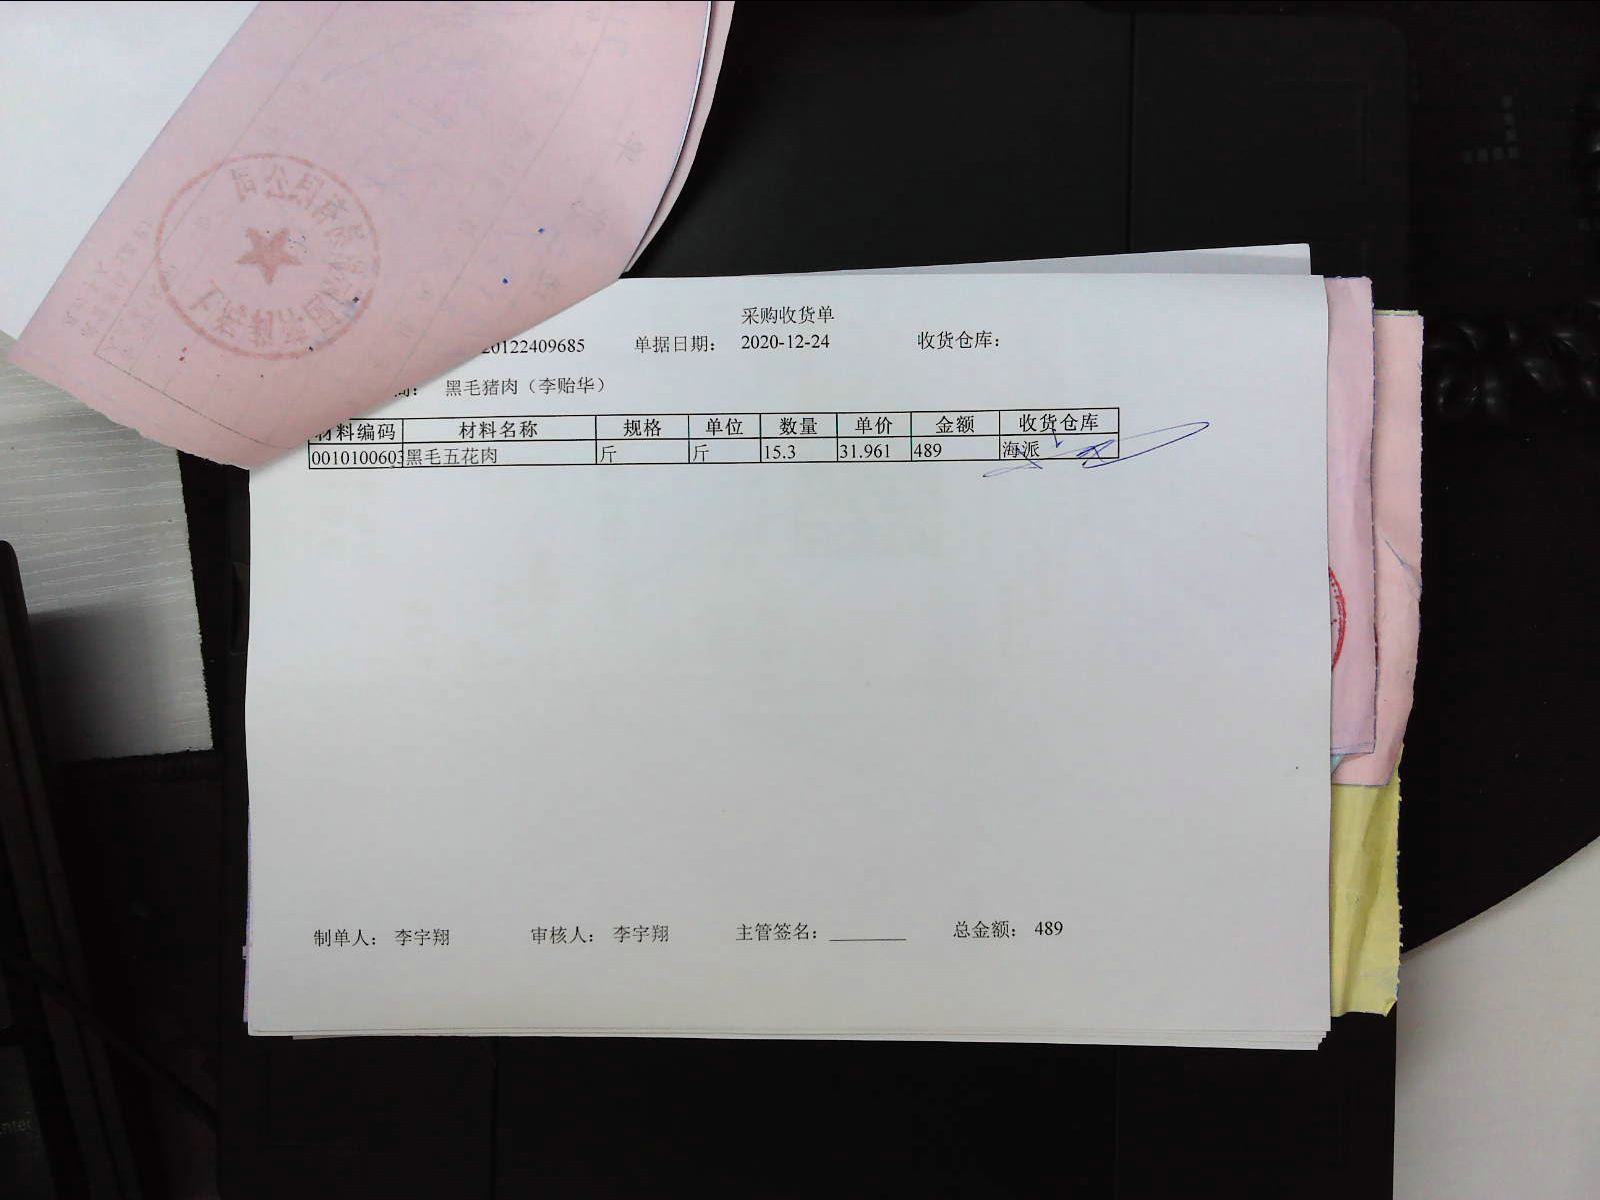 采购收货单
20122409685 单据日期： 2020-12-24 收货仓库：
商： 黑毛猪肉（李贻华）
材料编码 材料名称 规格 单位 数量 单价 金额 收货仓库
0010100603 黑毛五花肉 斤 斤 15.3 31.961 489 海派
制单人： 李宇翔 审核人： 李宇翔 主管签名： ________ 总金额： 489